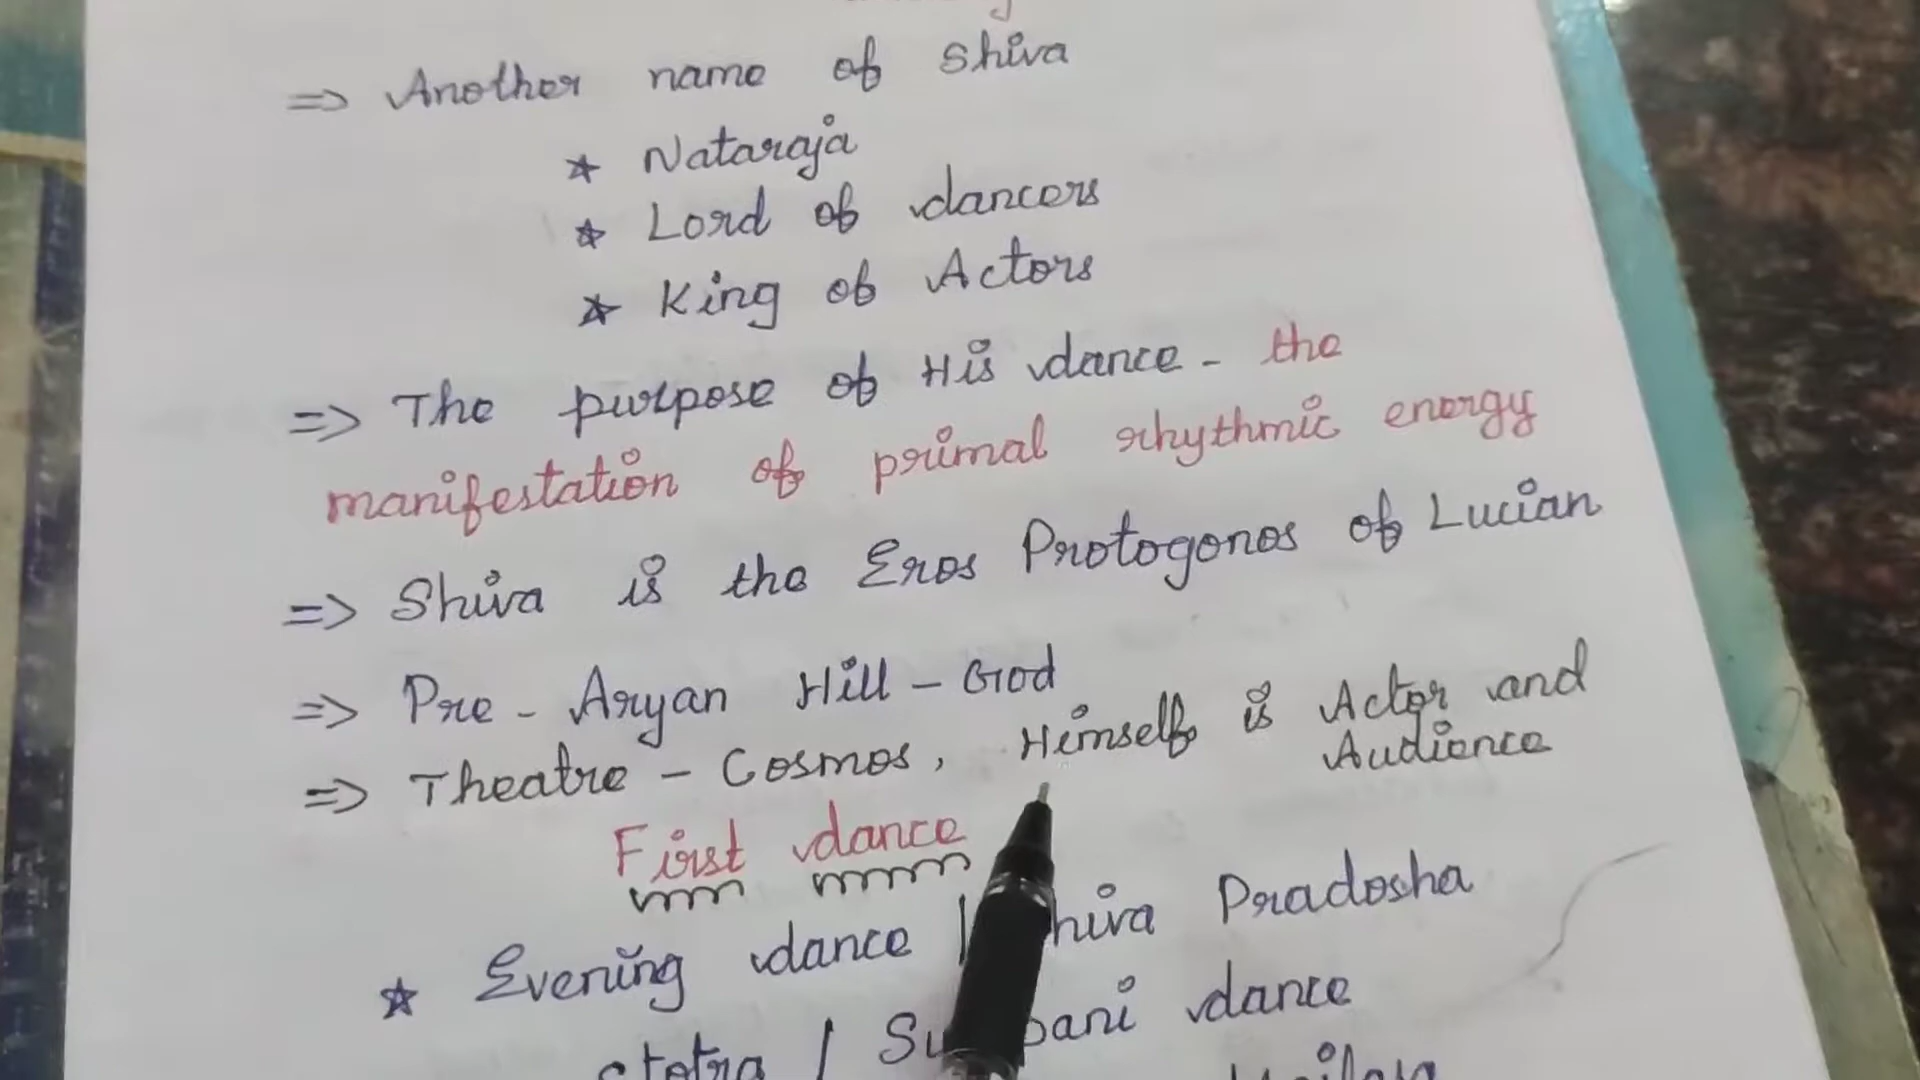 => Another name of Shiva
* Nataraja
* Lord of dancers
* King of Actors
=> The purpose of His dance - the
manifestation of primal rhythmic energy
=> Shiva is the Eros Protogonos of Lucian
=> Pre - Aryan Hill - God
=> Theatre - Cosmos, Himself is Actor and
Audience
First dance
* Evening dance | Pradosha
stotra / dance